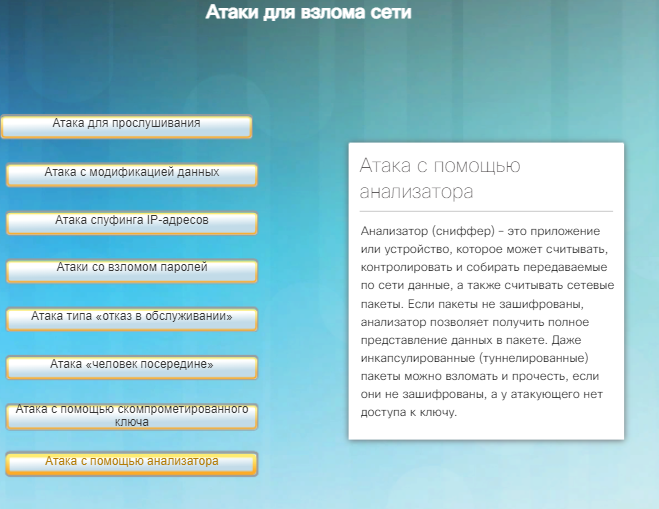 Атаки для взлома сети
Атака для прослушивания
Атака с модификацией данных
Атака спуфинга IP-адресов
Атаки со взломом паролей
Атака типа «отказ в обслуживании»
Атака «человек посередине»
Атака с помощью скомпрометированного
ключа
Атака с помощью анализатора
Атака с помощью
анализатора
Анализатор (сниффер) – это приложение
или устройство, которое может считывать,
контролировать и собирать передаваемые
по сети данные, а также считывать сетевые
пакеты. Если пакеты не зашифрованы,
анализатор позволяет получить полное
представление данных в пакете. Даже
инкапсулированные (туннелированные)
пакеты можно взломать и прочесть, если
они не зашифрованы, а у атакующего нет
доступа к ключу.